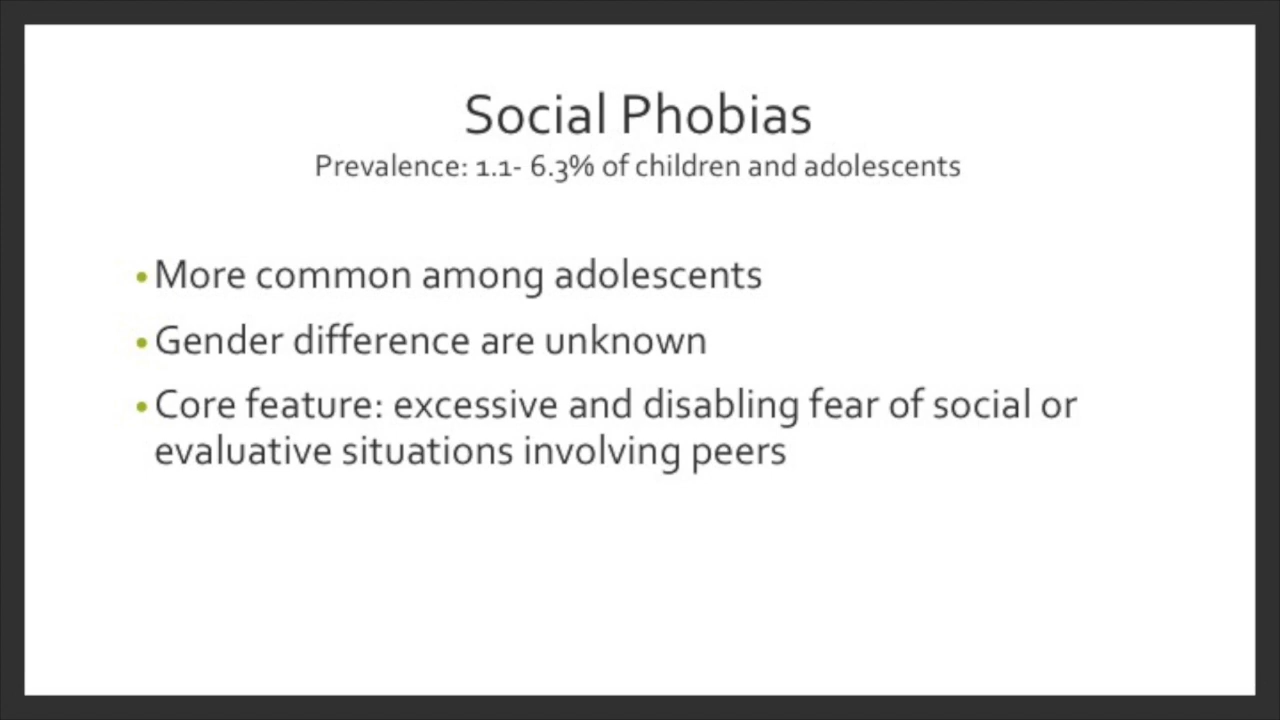 Social Phobias
Prevalence: 1.1- 6.3% of children and adolescents
• More common among adolescents
• Gender difference are unknown
• Core feature: excessive and disabling fear of social or
evaluative situations involving peers